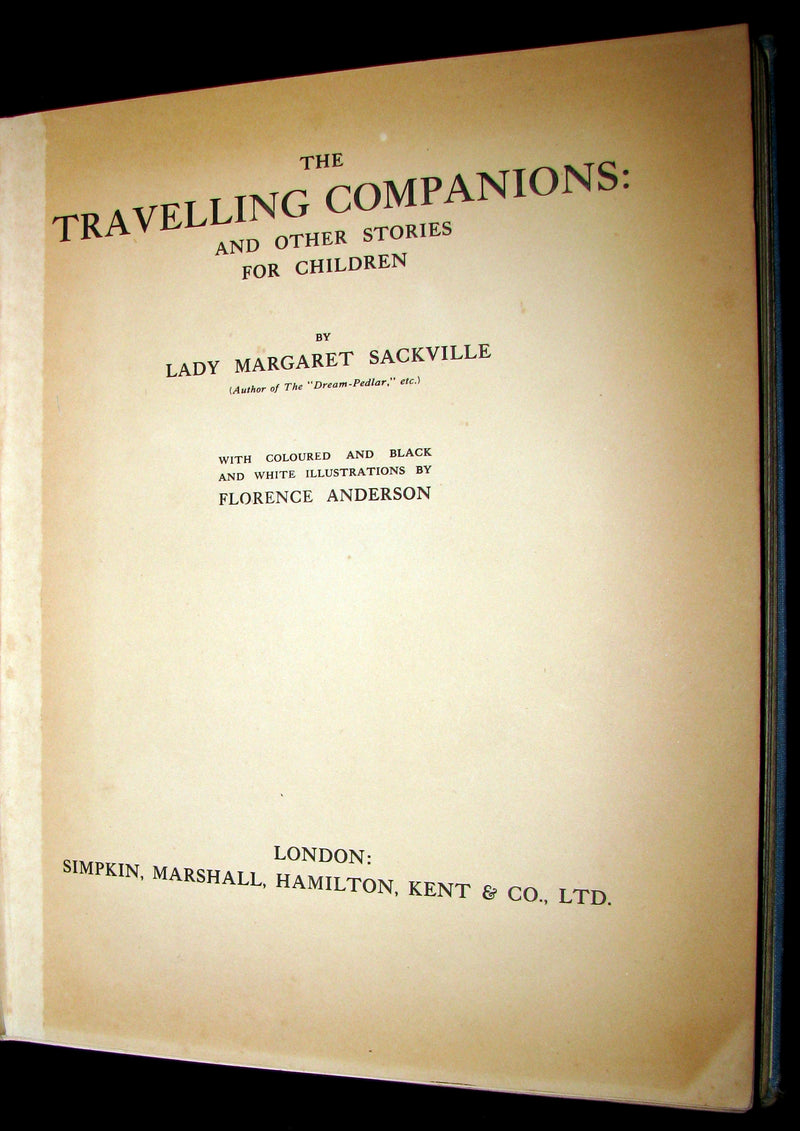 THE
TRAVELLING COMPANIONS:
AND OTHER STORIES
FOR CHILDREN
BY
LADY MARGARET SACKVILLE
(Author of The "Dream-Pedlar," etc.)
WITH COLOURED AND BLACK
AND WHITE ILLUSTRATIONS BY
FLORENCE ANDERSON
LONDON:
SIMPKIN, MARSHALL, HAMILTON, KENT & CO., LTD.